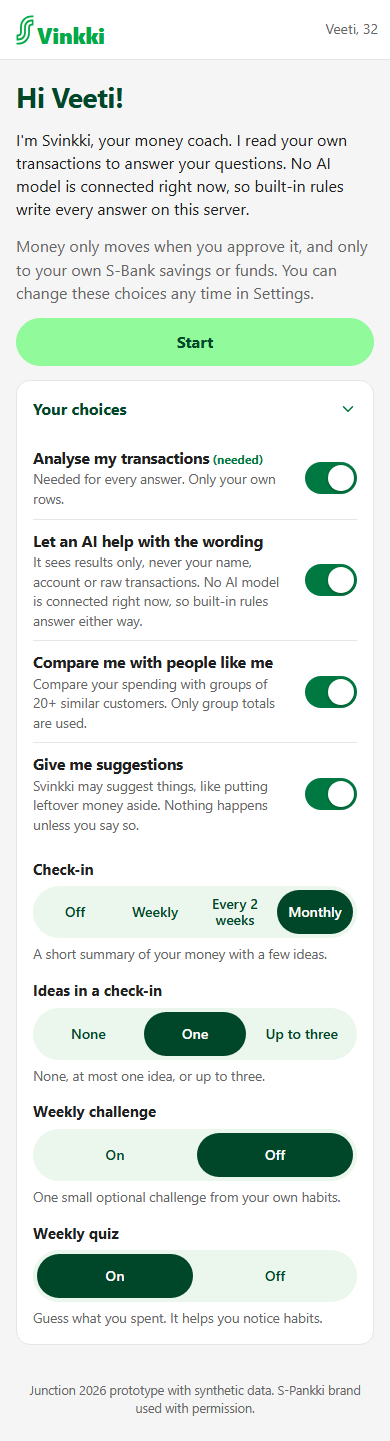 Vinkki
Veeti, 32
Hi Veeti!
I'm Svinkki, your money coach. I read your own
transactions to answer your questions. No AI
model is connected right now, so built-in rules
write every answer on this server.
Money only moves when you approve it, and only
to your own S-Bank savings or funds. You can
change these choices any time in Settings.
Start
Your choices
Analyse my transactions (needed)
Needed for every answer. Only your own
rows.
Let an AI help with the wording
It sees results only, never your name,
account or raw transactions. No AI model
is connected right now, so built-in rules
answer either way.
Compare me with people like me
Compare your spending with groups of
20+ similar customers. Only group totals
are used.
Give me suggestions
Svinkki may suggest things, like putting
leftover money aside. Nothing happens
unless you say so.
Check-in
Off
Weekly
Every 2
weeks
Monthly
A short summary of your money with a few ideas.
Ideas in a check-in
None
One
Up to three
None, at most one idea, or up to three.
Weekly challenge
On
Off
One small optional challenge from your own habits.
Weekly quiz
On
Off
Guess what you spent. It helps you notice habits.
Junction 2026 prototype with synthetic data. S-Pankki brand
used with permission.